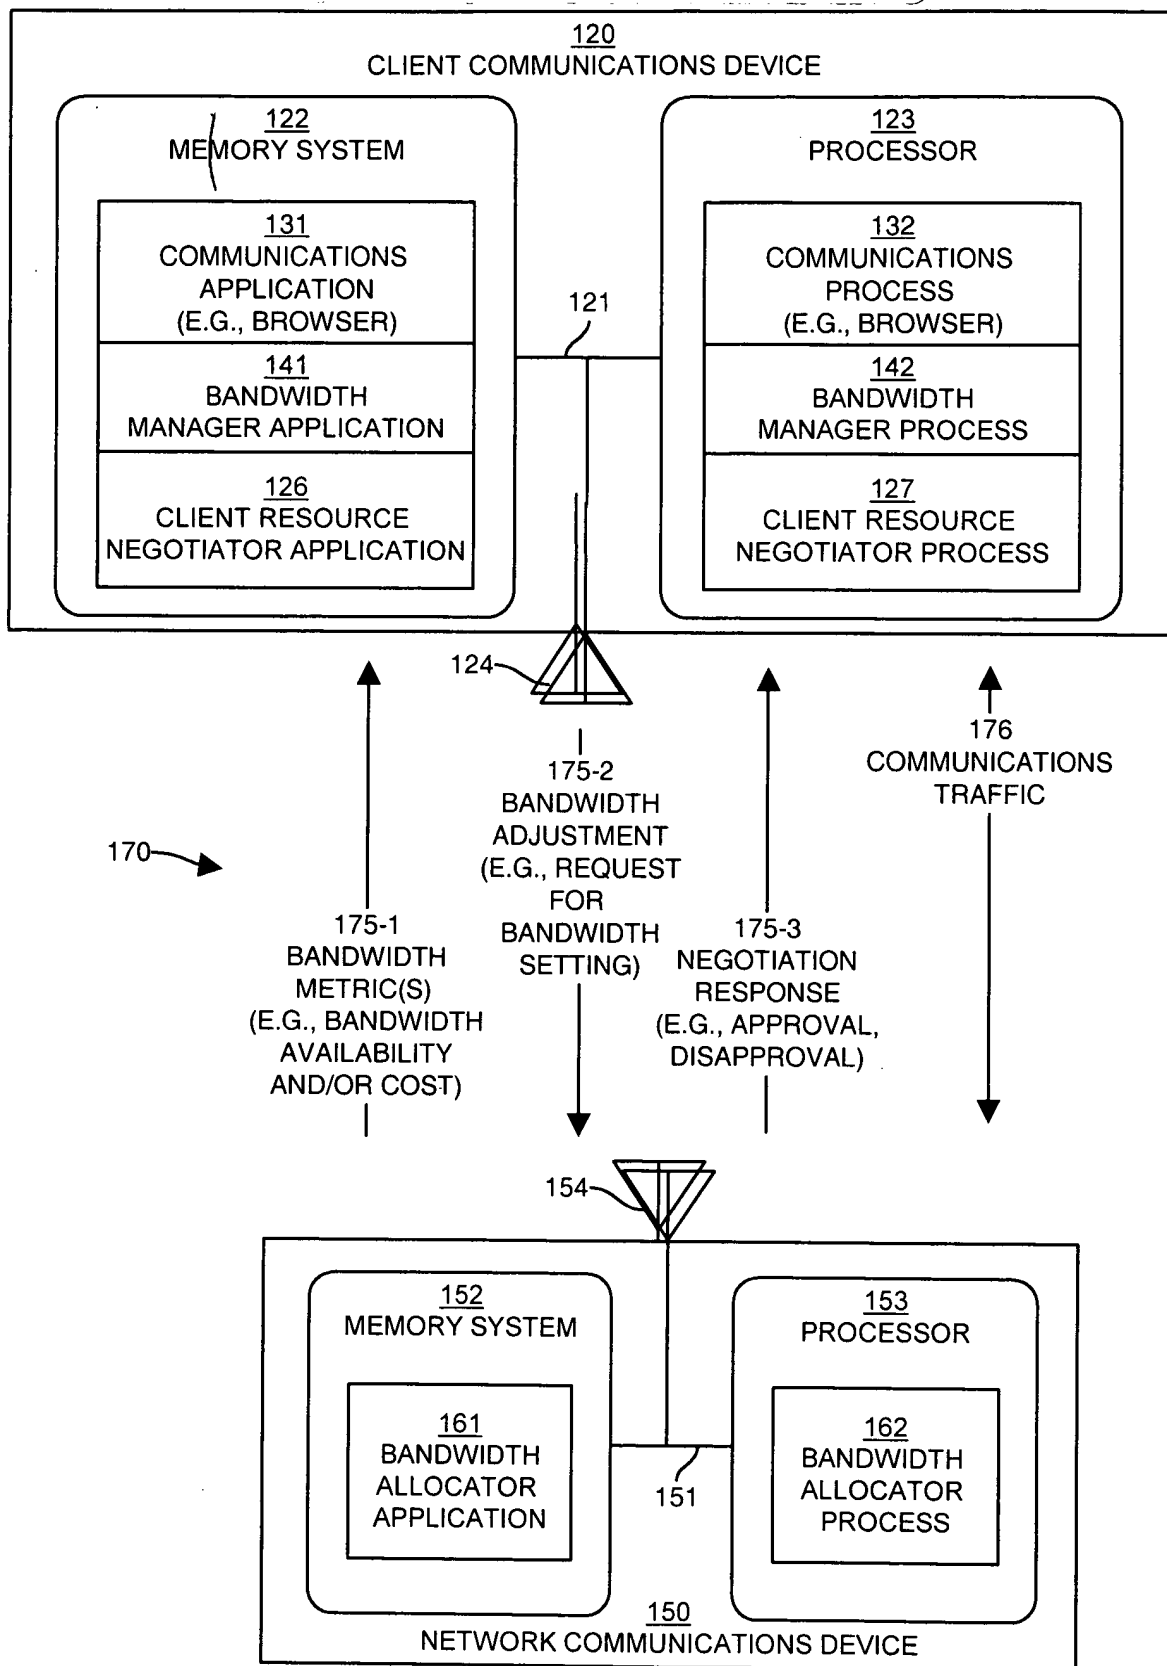 120
CLIENT COMMUNICATIONS DEVICE
122
MEMORY SYSTEM
131
COMMUNICATIONS
APPLICATION
(E.G., BROWSER)
141
BANDWIDTH
MANAGER APPLICATION
126
CLIENT RESOURCE
NEGOTIATOR APPLICATION
121
123
PROCESSOR
132
COMMUNICATIONS
PROCESS
(E.G., BROWSER)
142
BANDWIDTH
MANAGER PROCESS
127
CLIENT RESOURCE
NEGOTIATOR PROCESS
124
170
175-1
BANDWIDTH
METRIC(S)
(E.G., BANDWIDTH
AVAILABILITY
AND/OR COST)
175-2
BANDWIDTH
ADJUSTMENT
(E.G., REQUEST
FOR
BANDWIDTH
SETTING)
175-3
NEGOTIATION
RESPONSE
(E.G., APPROVAL,
DISAPPROVAL)
176
COMMUNICATIONS
TRAFFIC
154
152
MEMORY SYSTEM
161
BANDWIDTH
ALLOCATOR
APPLICATION
151
153
PROCESSOR
162
BANDWIDTH
ALLOCATOR
PROCESS
150
NETWORK COMMUNICATIONS DEVICE